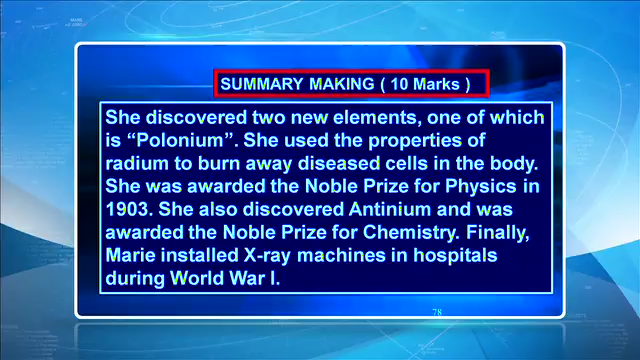 SUMMARY MAKING ( 10 Marks )
She discovered two new elements, one of which
is “Polonium”. She used the properties of
radium to burn away diseased cells in the body.
She was awarded the Noble Prize for Physics in
1903. She also discovered Antinium and was
awarded the Noble Prize for Chemistry. Finally,
Marie installed X-ray machines in hospitals
during World War I.
78